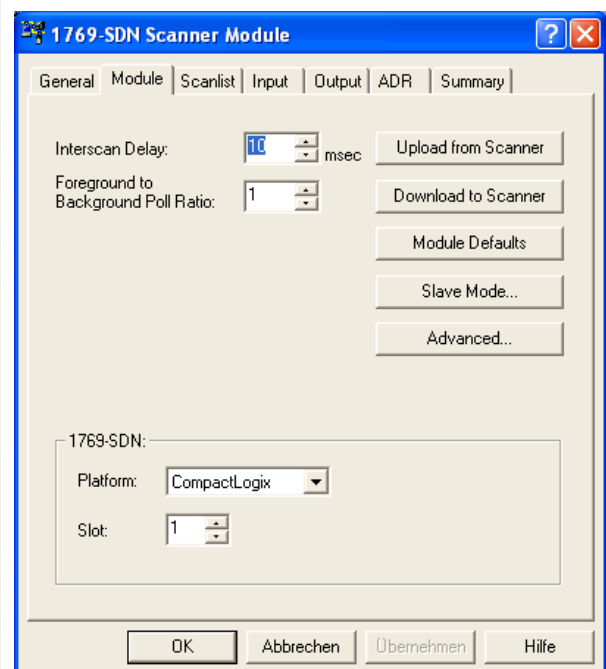 1769-SDN Scanner Module
General Module Scanlist Input Output ADR Summary
Interscan Delay: 10 msec Upload from Scanner
Foreground to
Background Poll Ratio: 1 Download to Scanner
Module Defaults
Slave Mode...
Advanced...
1769-SDN:
Platform: CompactLogix
Slot: 1
OK Abbrechen Übernehmen Hilfe